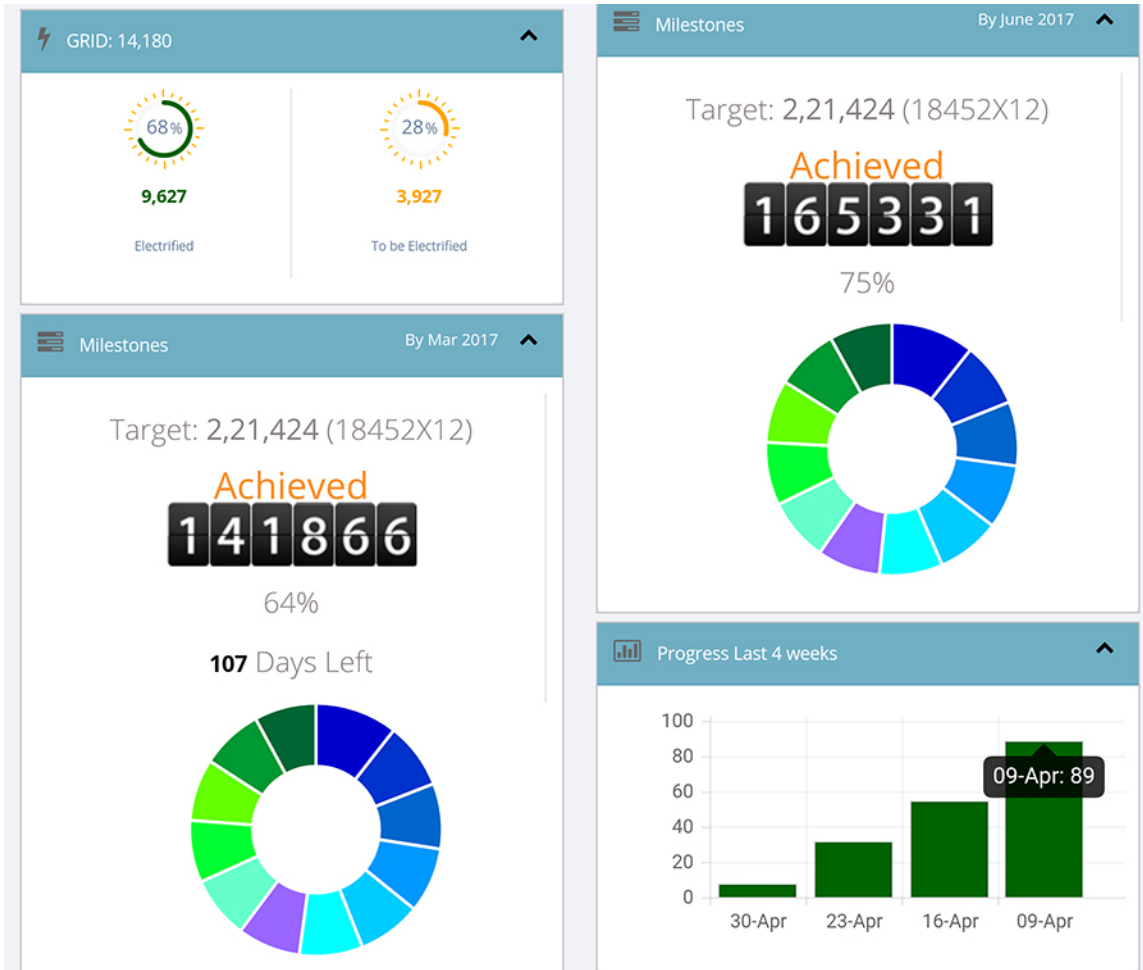 GRID: 14,180
68%
28%
9,627
3,927
Electrified
To be Electrified
Milestones
By Mar 2017
Target: 2,21,424 (18452X12)
Achieved
141866
64%
107 Days Left
Milestones
By June 2017
Target: 2,21,424 (18452X12)
Achieved
165331
75%
Progress Last 4 weeks
100
80
60
40
20
0
09-Apr: 89
30-Apr
23-Apr
16-Apr
09-Apr